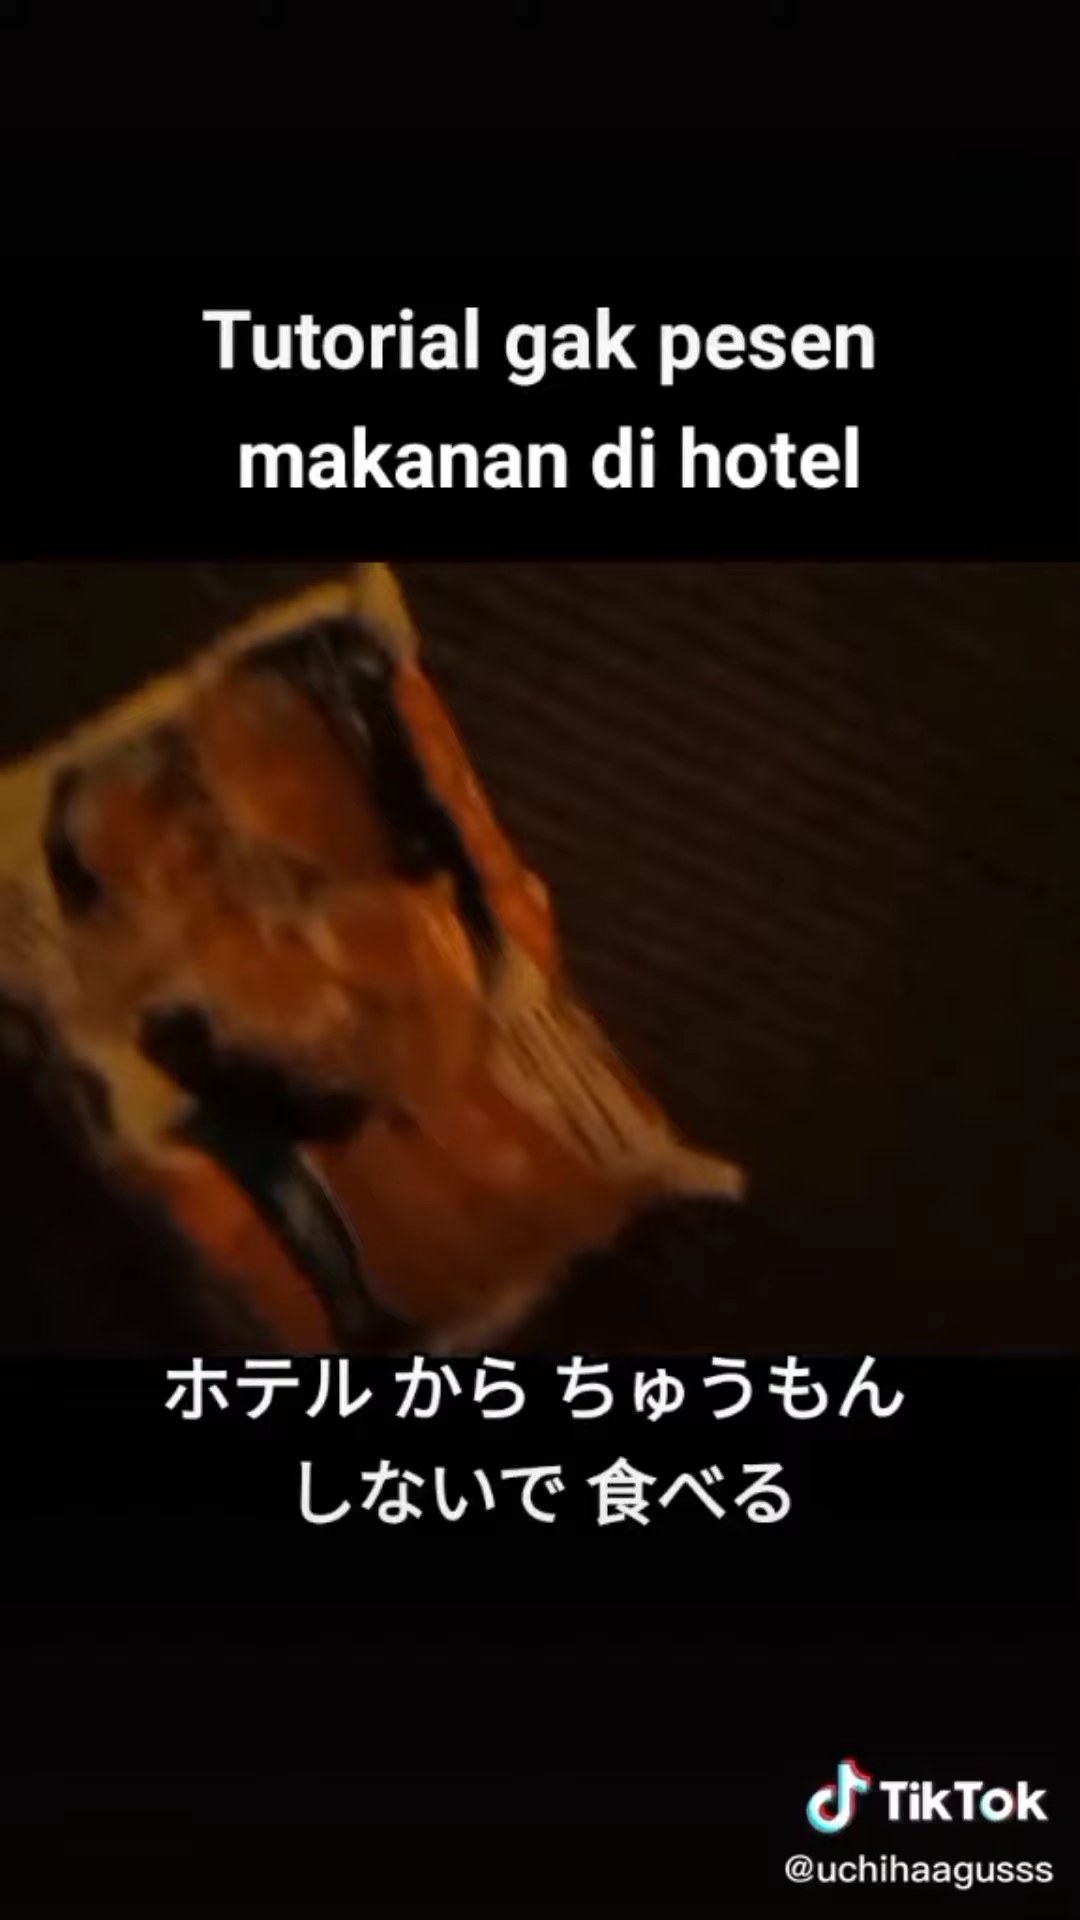 Tutorial gak pesen
makanan di hotel
ホテル から ちゅうもん
しないで 食べる
TikTok
@uchihaagusss